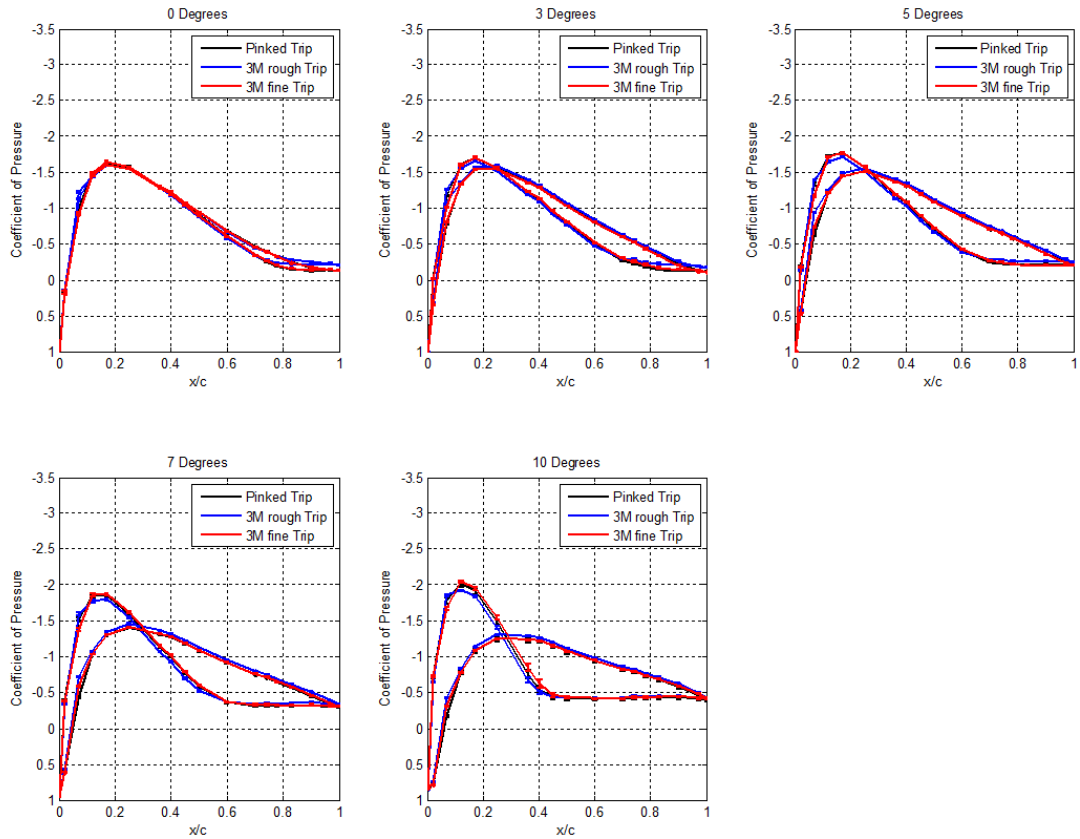 0 Degrees
-3.5
-3
-2.5
-2
-1.5
-1
-0.5
0
0.5
1
Coefficient of Pressure
Pinked Trip
3M rough Trip
3M fine Trip
0 0.2 0.4 0.6 0.8 1
x/c
3 Degrees
-3.5
-3
-2.5
-2
-1.5
-1
-0.5
0
0.5
1
Coefficient of Pressure
Pinked Trip
3M rough Trip
3M fine Trip
0 0.2 0.4 0.6 0.8 1
x/c
5 Degrees
-3.5
-3
-2.5
-2
-1.5
-1
-0.5
0
0.5
1
Coefficient of Pressure
Pinked Trip
3M rough Trip
3M fine Trip
0 0.2 0.4 0.6 0.8 1
x/c
7 Degrees
-3.5
-3
-2.5
-2
-1.5
-1
-0.5
0
0.5
1
Coefficient of Pressure
Pinked Trip
3M rough Trip
3M fine Trip
0 0.2 0.4 0.6 0.8 1
x/c
10 Degrees
-3.5
-3
-2.5
-2
-1.5
-1
-0.5
0
0.5
1
Coefficient of Pressure
Pinked Trip
3M rough Trip
3M fine Trip
0 0.2 0.4 0.6 0.8 1
x/c